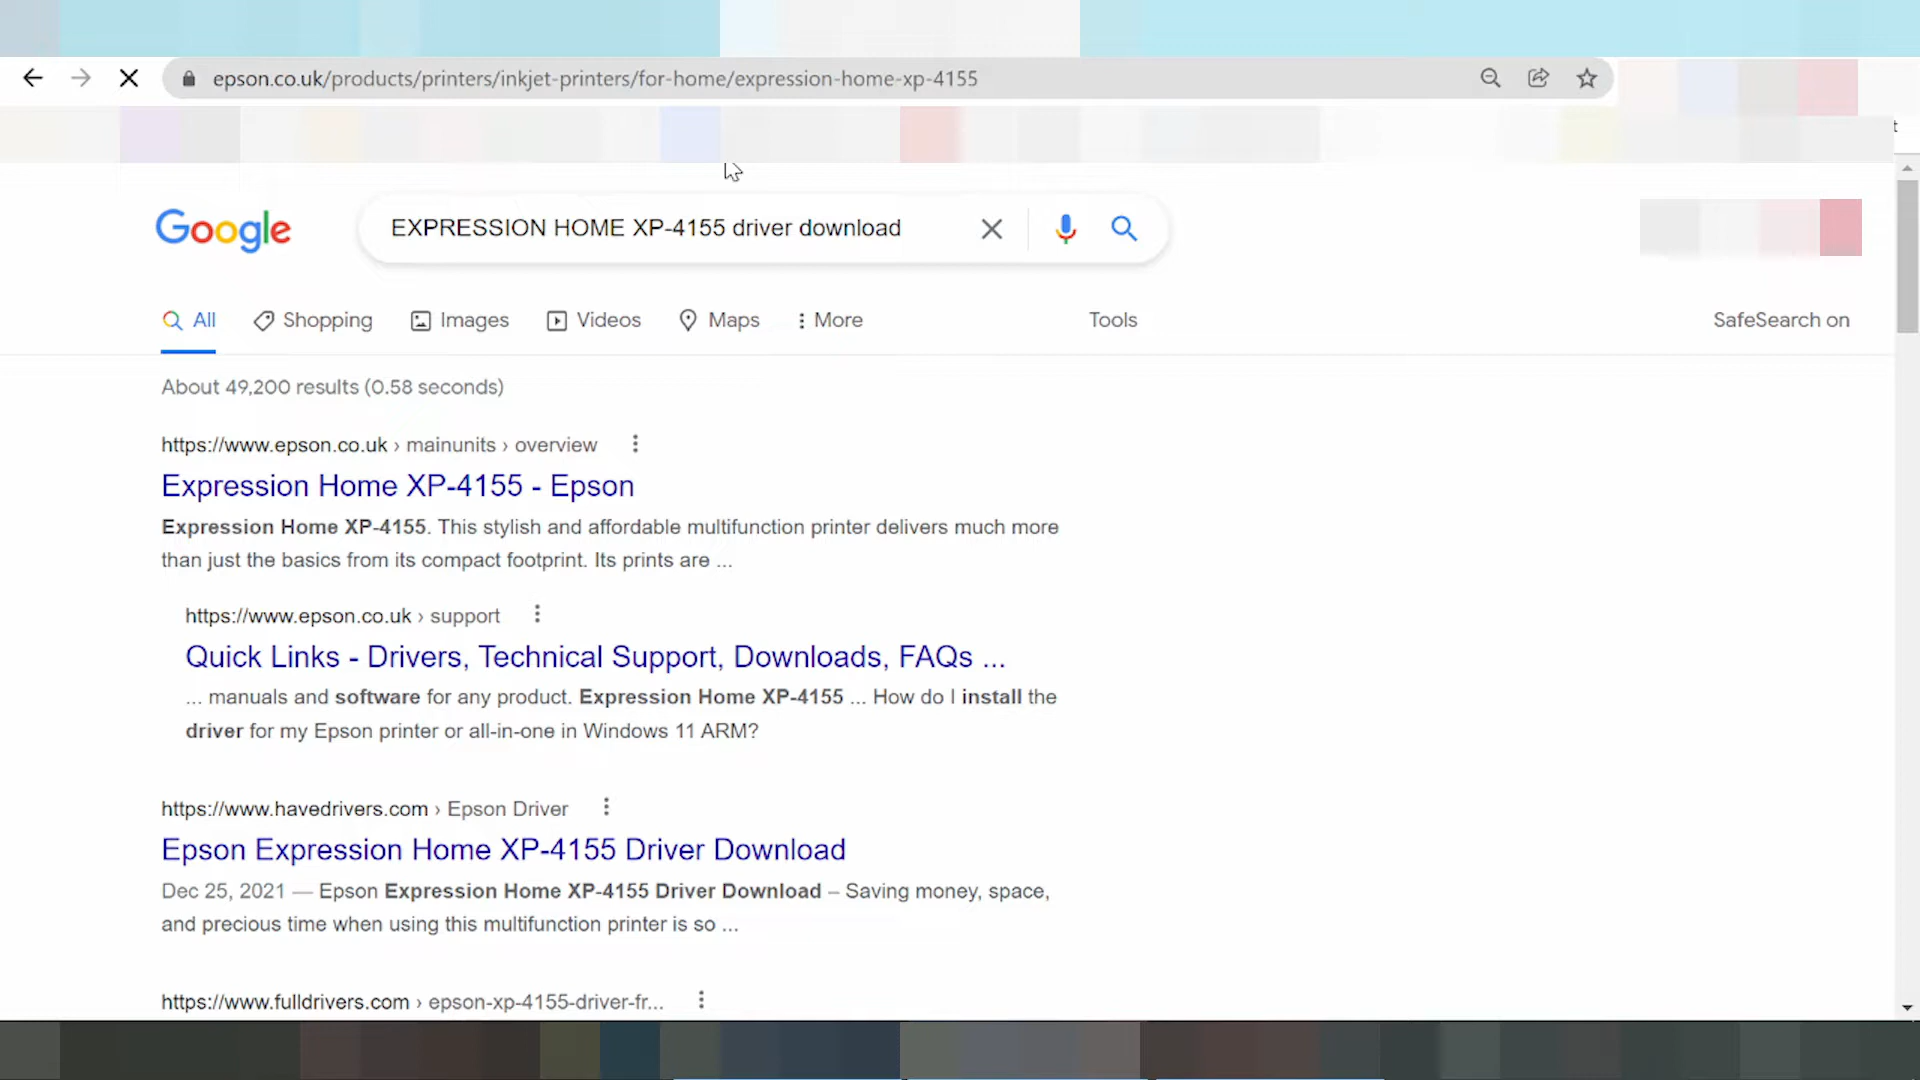 epson.co.uk/products/printers/inkjet-printers/for-home/expression-home-xp-4155
t
Google
EXPRESSION HOME XP-4155 driver download
All
Shopping
Images
Videos
Maps
More
Tools
SafeSearch on
About 49,200 results (0.58 seconds)
https://www.epson.co.uk › mainunits › overview
Expression Home XP-4155 - Epson
Expression Home XP-4155. This stylish and affordable multifunction printer delivers much more
than just the basics from its compact footprint. Its prints are ...
https://www.epson.co.uk › support
Quick Links - Drivers, Technical Support, Downloads, FAQs ...
... manuals and software for any product. Expression Home XP-4155 ... How do I install the
driver for my Epson printer or all-in-one in Windows 11 ARM?
https://www.havedrivers.com › Epson Driver
Epson Expression Home XP-4155 Driver Download
Dec 25, 2021 — Epson Expression Home XP-4155 Driver Download – Saving money, space,
and precious time when using this multifunction printer is so ...
https://www.fulldrivers.com › epson-xp-4155-driver-fr...